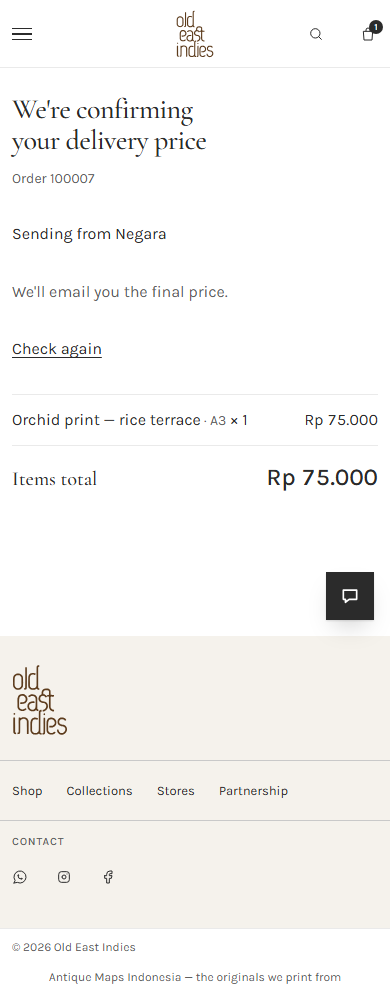 old
east
indies
1
We're confirming
your delivery price
Order 100007
Sending from Negara
We'll email you the final price.
Check again
Orchid print — rice terrace · A3 × 1 Rp 75.000
Items total Rp 75.000
old
east
indies
Shop Collections Stores Partnership
CONTACT
© 2026 Old East Indies
Antique Maps Indonesia — the originals we print from